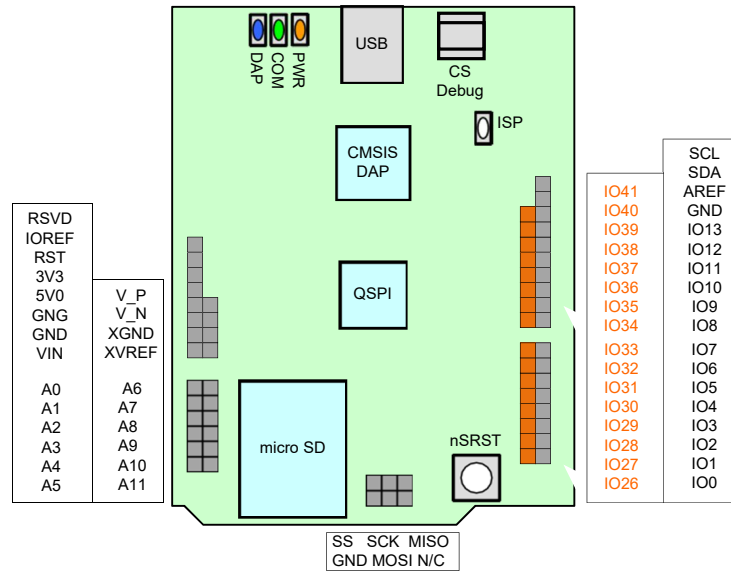 USB
DAP
COM
PWR
CS
Debug
ISP
CMSIS
DAP
QSPI
micro SD
nSRST
RSVD
IOREF
RST
3V3
5V0
GNG
GND
VIN
A0
A1
A2
A3
A4
A5
V_P
V_N
XGND
XVREF
A6
A7
A8
A9
A10
A11
IO41
IO40
IO39
IO38
IO37
IO36
IO35
IO34
IO33
IO32
IO31
IO30
IO29
IO28
IO27
IO26
SCL
SDA
AREF
GND
IO13
IO12
IO11
IO10
IO9
IO8
IO7
IO6
IO5
IO4
IO3
IO2
IO1
IO0
SS SCK MISO
GND MOSI N/C